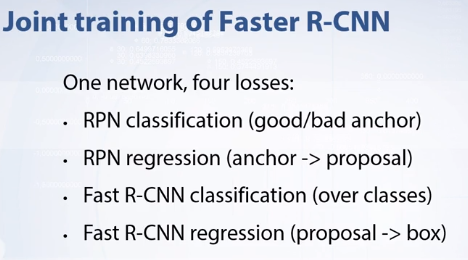 Joint training of Faster R-CNN
One network, four losses:
• RPN classification (good/bad anchor)
• RPN regression (anchor -> proposal)
• Fast R-CNN classification (over classes)
• Fast R-CNN regression (proposal -> box)